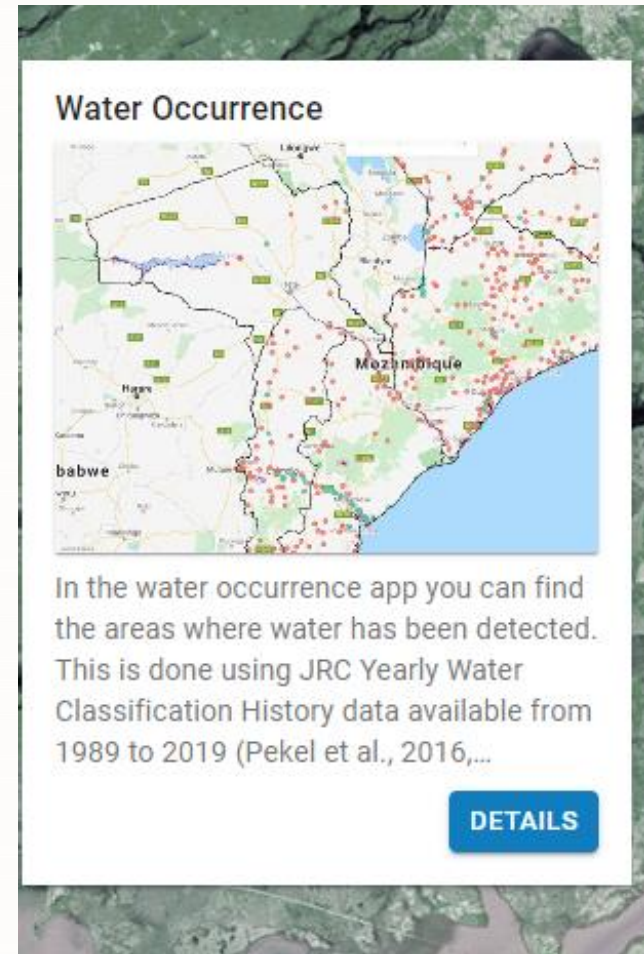 Water Occurrence
Lilongwe
Blantyre
Mozambique
Harare
babwe
In the water occurrence app you can find
the areas where water has been detected.
This is done using JRC Yearly Water
Classification History data available from
1989 to 2019 (Pekel et al., 2016,...
DETAILS